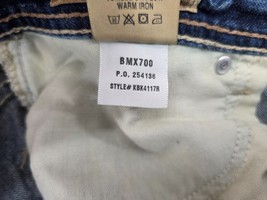 WARM IRON
BMX700
P.O. 254136
STYLE# KBK4117R